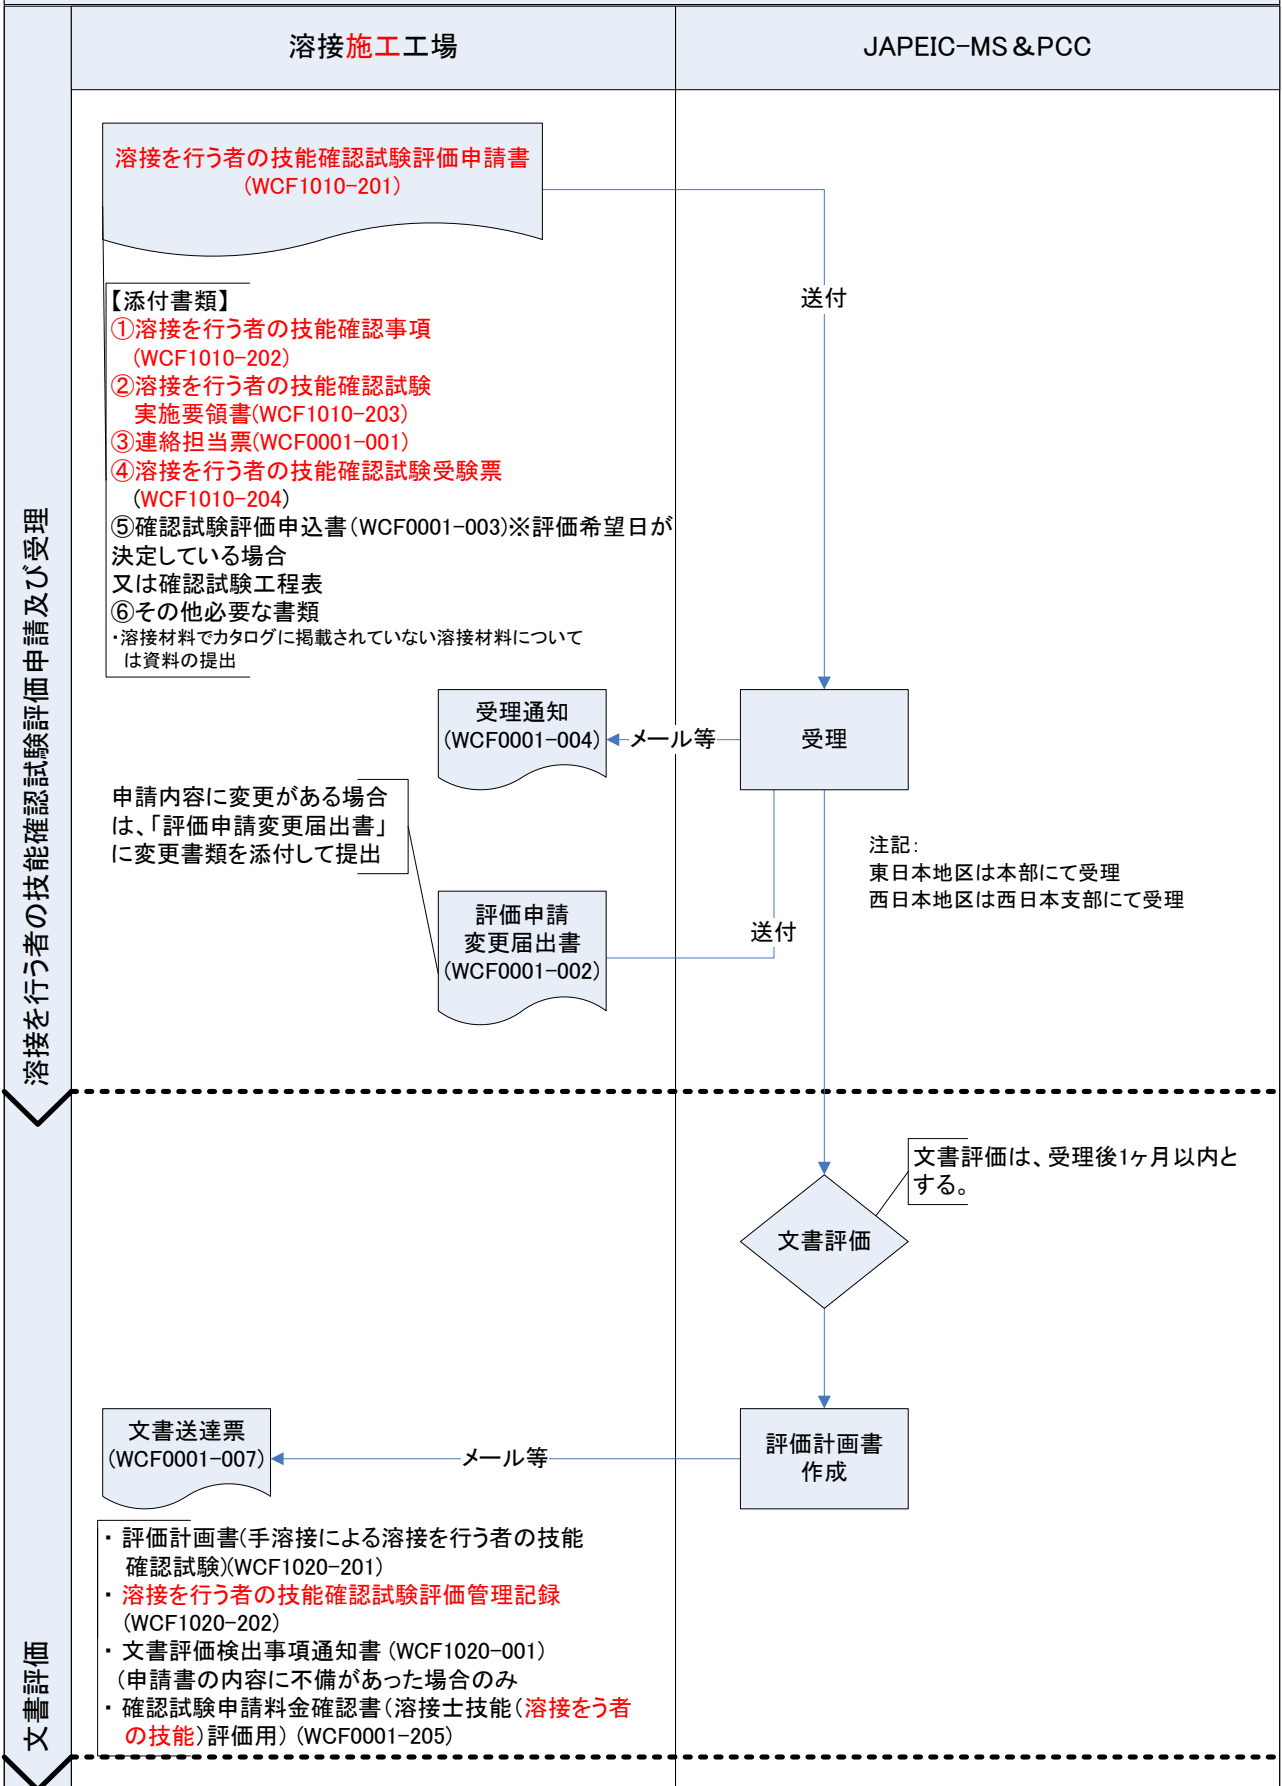 溶接施工工場
JAPEIC-MS＆PCC
溶接を行う者の技能確認試験評価申請及び受理
溶接を行う者の技能確認試験評価申請書
(WCF1010-201)
送付
【添付書類】
①溶接を行う者の技能確認事項
(WCF1010-202)
②溶接を行う者の技能確認試験
実施要領書(WCF1010-203)
③連絡担当票(WCF0001-001)
④溶接を行う者の技能確認試験受験票
(WCF1010-204)
⑤確認試験評価申込書(WCF0001-003)※評価希望日が
決定している場合
又は確認試験工程表
⑥その他必要な書類
・溶接材料でカタログに掲載されていない溶接材料について
は資料の提出
受理通知
(WCF0001-004)
メール等
受理
申請内容に変更がある場合
は、「評価申請変更届出書」
に変更書類を添付して提出
注記：
東日本地区は本部にて受理
西日本地区は西日本支部にて受理
評価申請
変更届出書
(WCF0001-002)
送付
文書評価
文書評価は、受理後1ヶ月以内と
する。
文書評価
評価計画書
作成
メール等
文書送達票
(WCF0001-007)
・ 評価計画書(手溶接による溶接を行う者の技能
確認試験)(WCF1020-201)
・ 溶接を行う者の技能確認試験評価管理記録
(WCF1020-202)
・ 文書評価検出事項通知書 (WCF1020-001)
（申請書の内容に不備があった場合のみ
・ 確認試験申請料金確認書（溶接士技能（溶接をう者
の技能）評価用）(WCF0001-205)